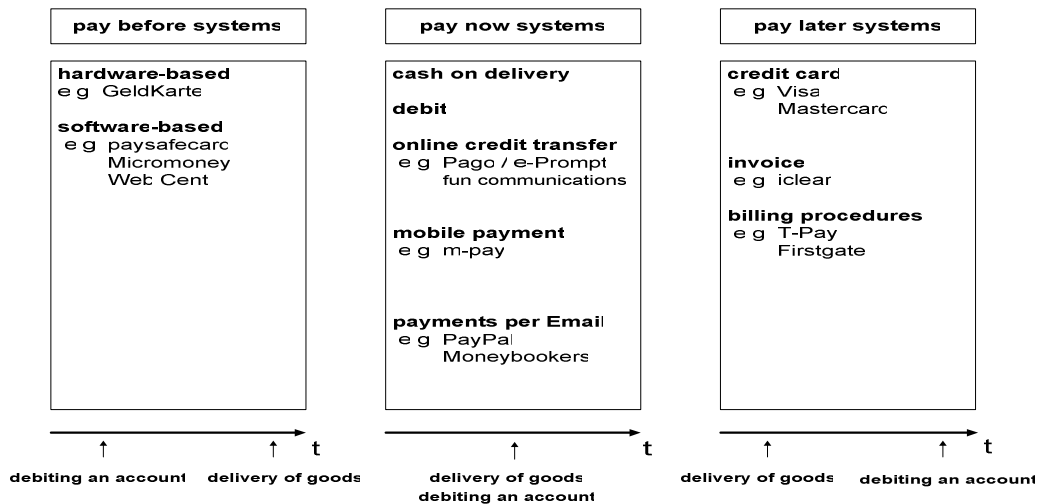 pay before systems
hardware-based
e g GeldKarte
software-based
e g paysafecard
Micromoney
Web Cent
t
debiting an account
delivery of goods
pay now systems
cash on delivery
debit
online credit transfer
e g Pago / e-Prompt
fun communications
mobile payment
e g m-pay
payments per Email
e g PayPal
Moneybookers
t
delivery of goods
debiting an account
pay later systems
credit card
e g Visa
Mastercard
invoice
e g iclear
billing procedures
e g T-Pay
Firstgate
t
delivery of goods
debiting an account